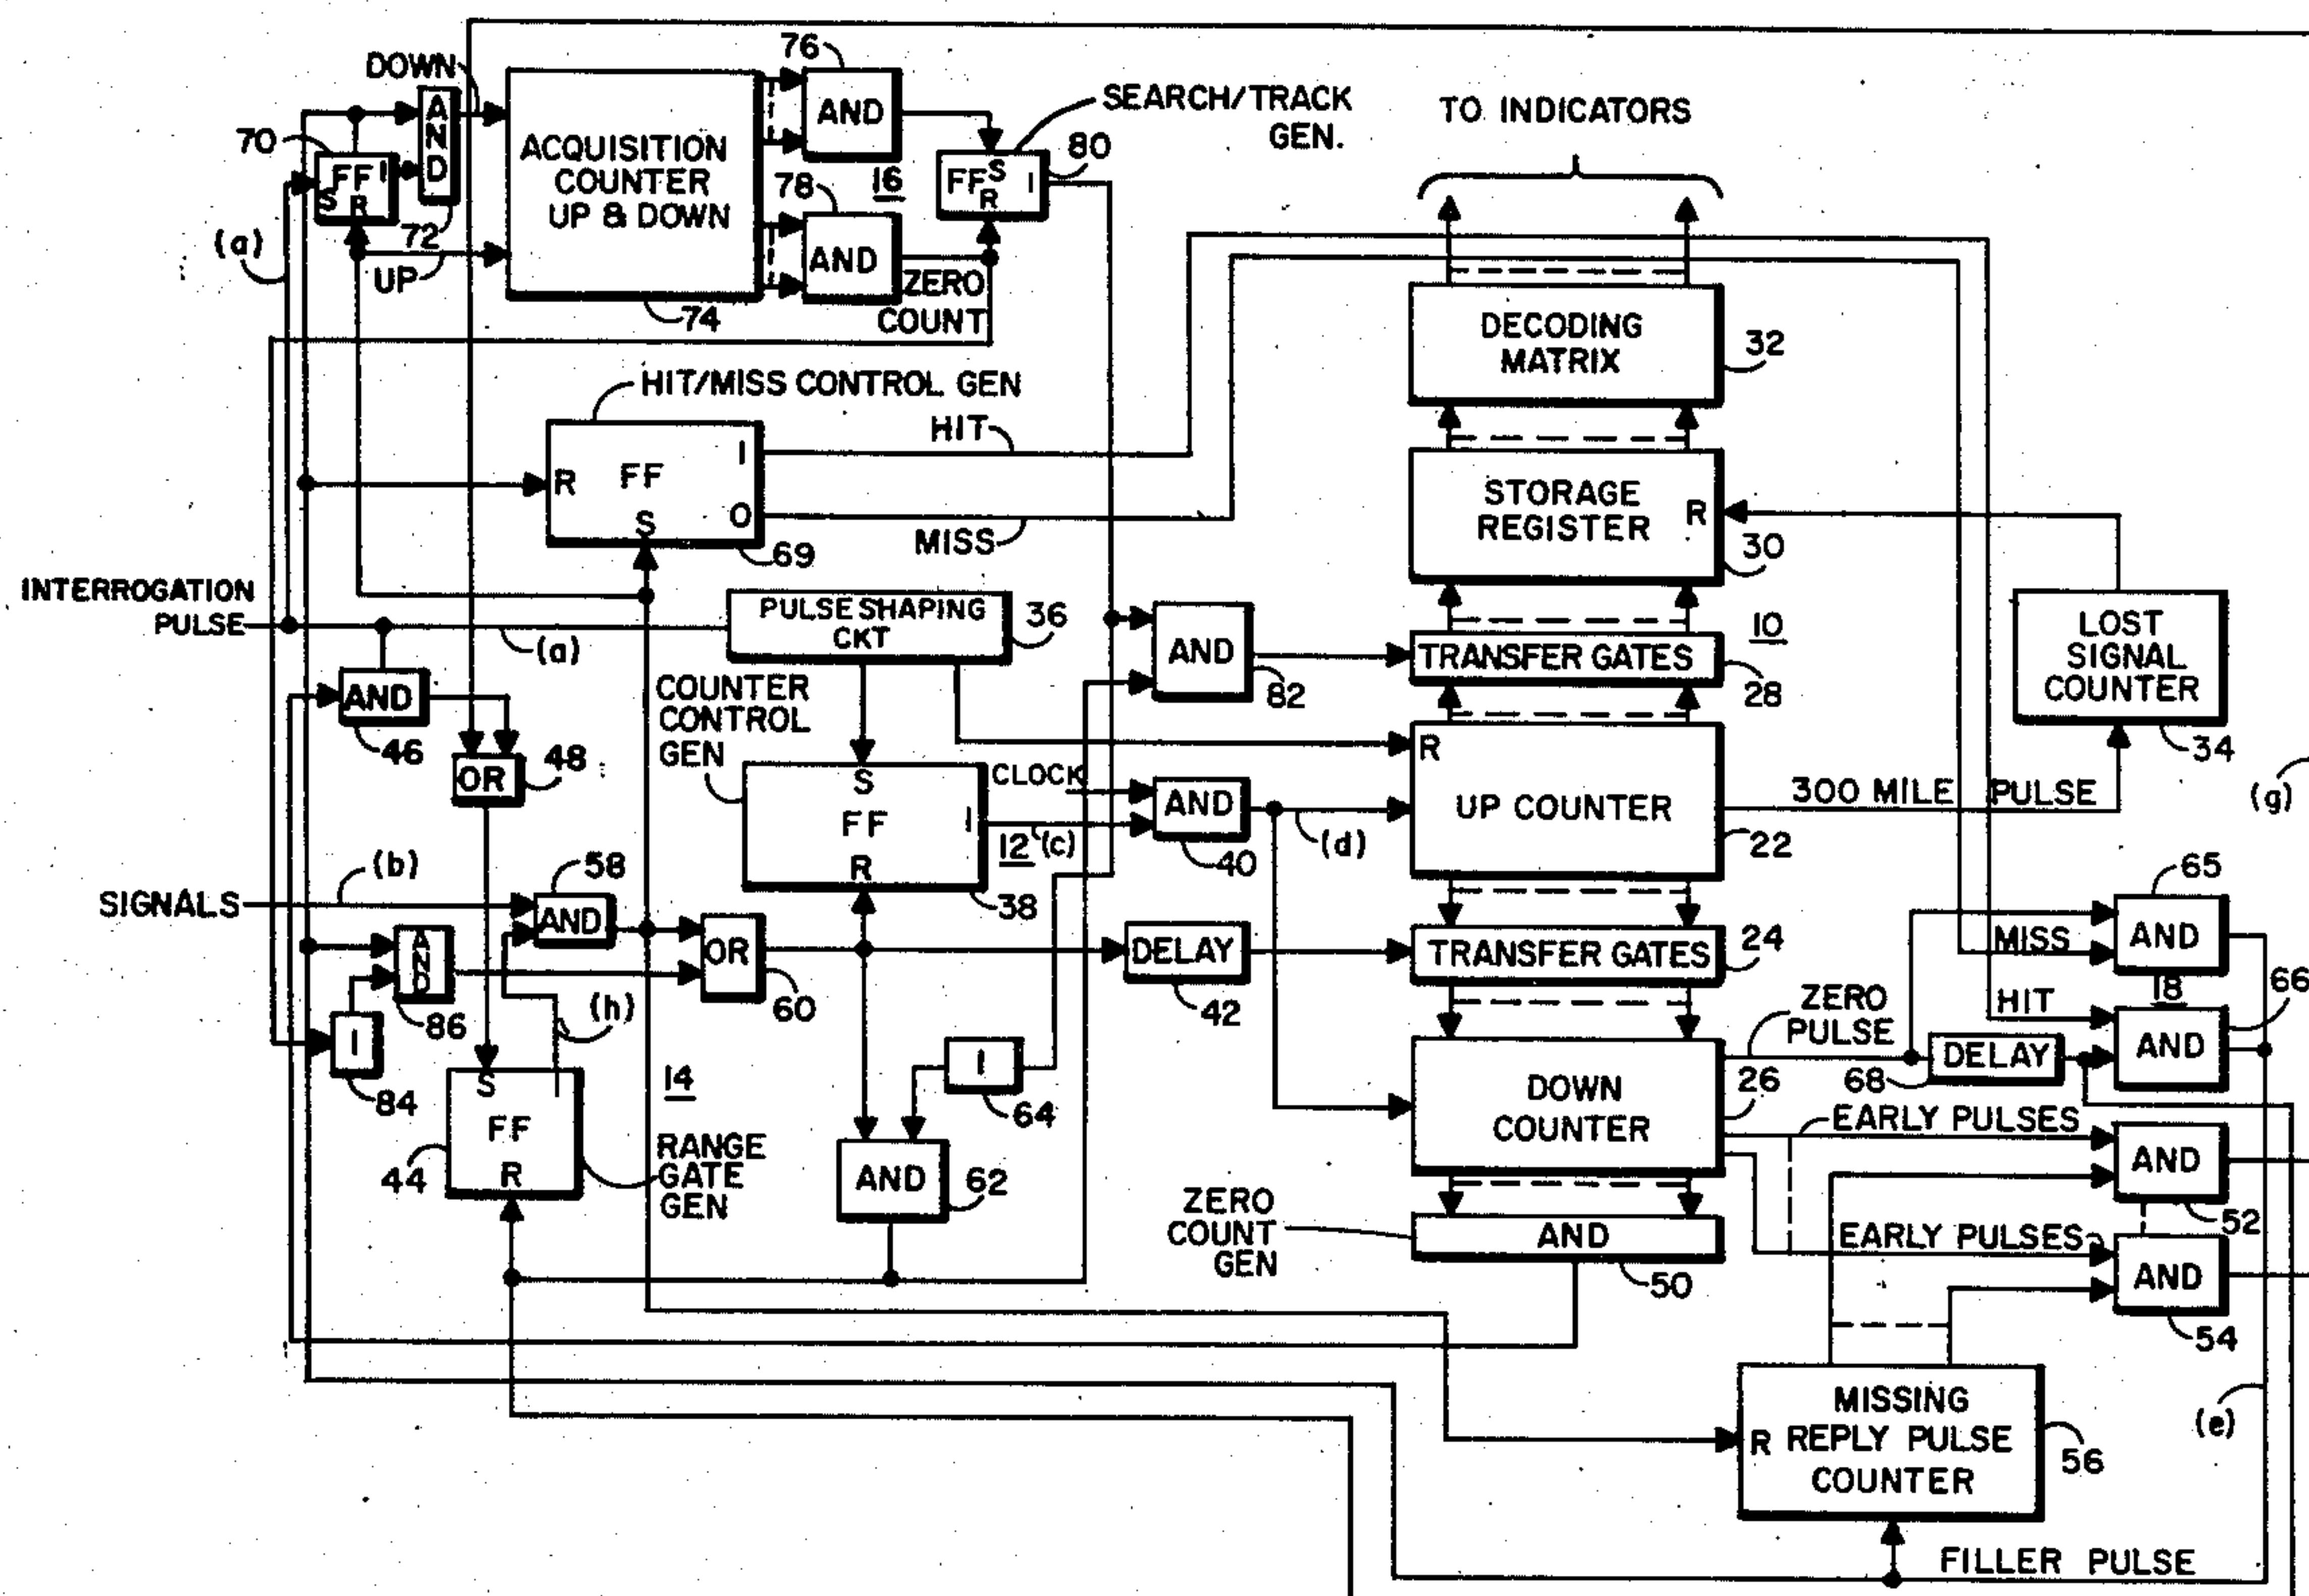 DOWN
76
AND
SEARCH/TRACK
GEN.
TO INDICATORS
70
FF 1
S R
AND
72
ACQUISITION
COUNTER
UP & DOWN
74
16
78
AND
FF S
R 1
80
(a)
UP
ZERO
COUNT
DECODING
MATRIX
32
HIT/MISS CONTROL GEN
HIT
R FF 1
S O
69
MISS
STORAGE
REGISTER
R
30
INTERROGATION
PULSE
(a)
PULSE SHAPING
CKT
36
AND
82
10
TRANSFER GATES
28
LOST
SIGNAL
COUNTER
34
AND
46
COUNTER
CONTROL
GEN
OR
48
S
FF 1
R
38
CLOCK
12
(c)
AND
40
(d)
R
UP COUNTER
22
300 MILE PULSE
(g)
(b)
SIGNALS
58
AND
AND
86
OR
60
DELAY
42
TRANSFER GATES
24
65
AND
MISS
18
HIT
66
AND
(h)
I
84
ZERO
PULSE
DELAY
68
S
FF
R
44
14
RANGE
GATE
GEN
I
64
AND
62
DOWN
COUNTER
26
EARLY PULSES
AND
52
EARLY PULSES
AND
54
ZERO
COUNT
GEN
AND
50
MISSING
R REPLY PULSE
COUNTER
56
(e)
FILLER PULSE